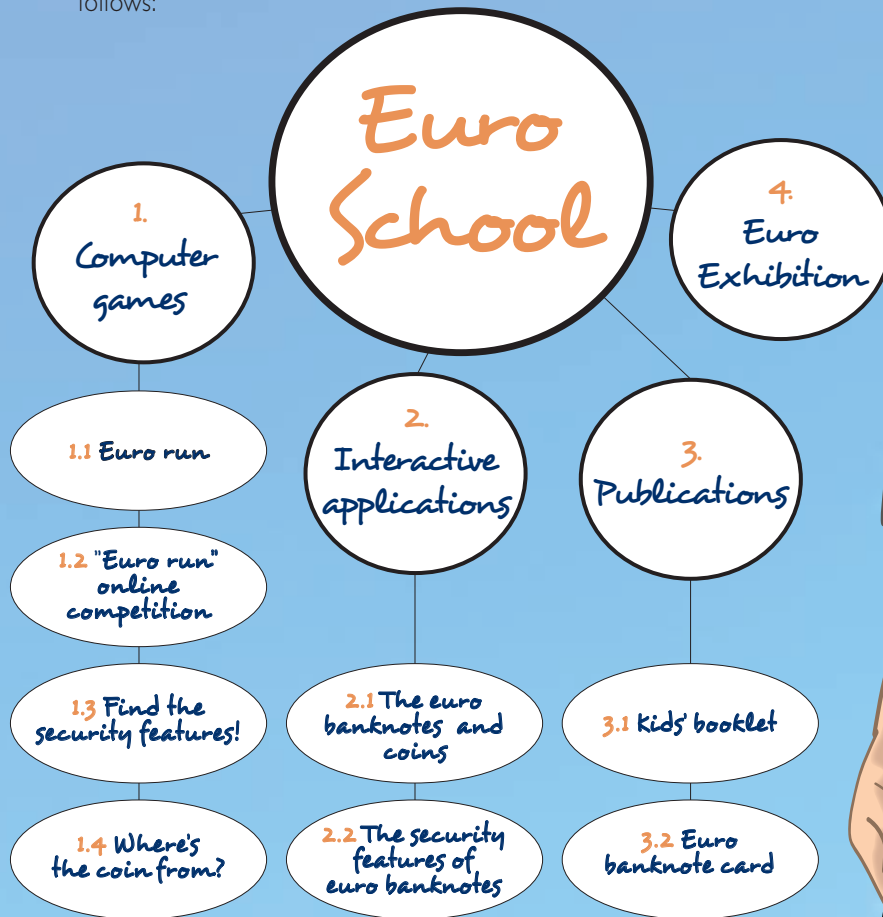 follows:
Euro
School
1.
Computer
games
1.1 Euro run
1.2 "Euro run"
online
competition
1.3 Find the
security features!
1.4 Where's
the coin from?
2.
Interactive
applications
2.1 The euro
banknotes and
coins
2.2 The security
features of
euro banknotes
3.
Publications
3.1 Kids' booklet
3.2 Euro
banknote card
4.
Euro
Exhibition